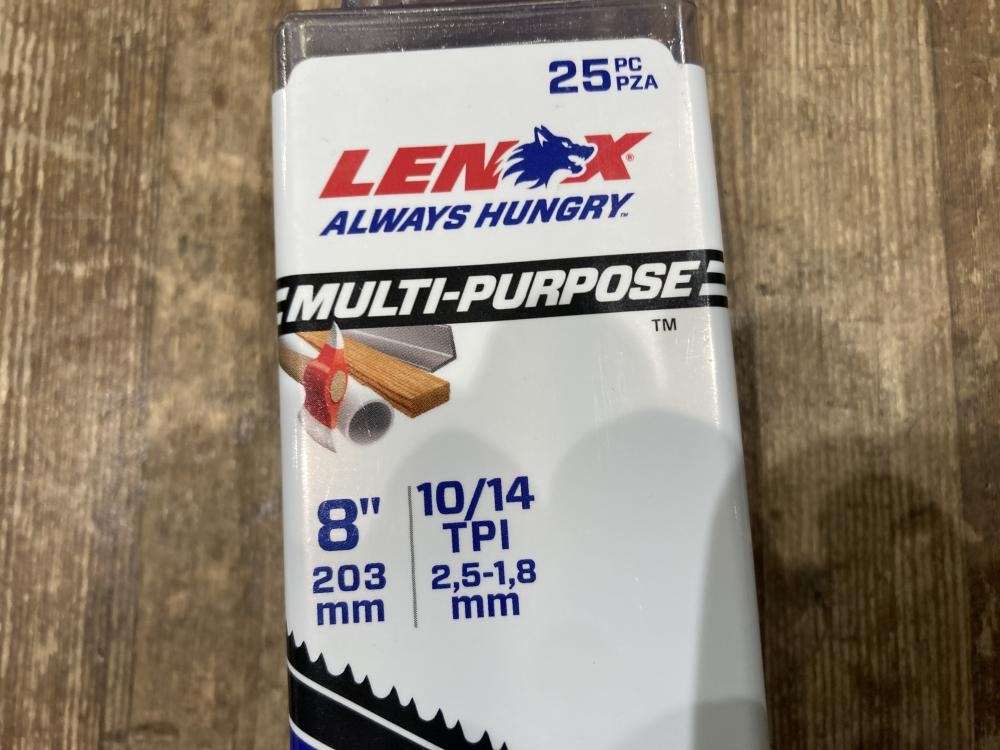 25 PC
PZA
LENOX®
ALWAYS HUNGRY™
MULTI-PURPOSE
™
8"
203
mm
10/14
TPI
2,5-1,8
mm